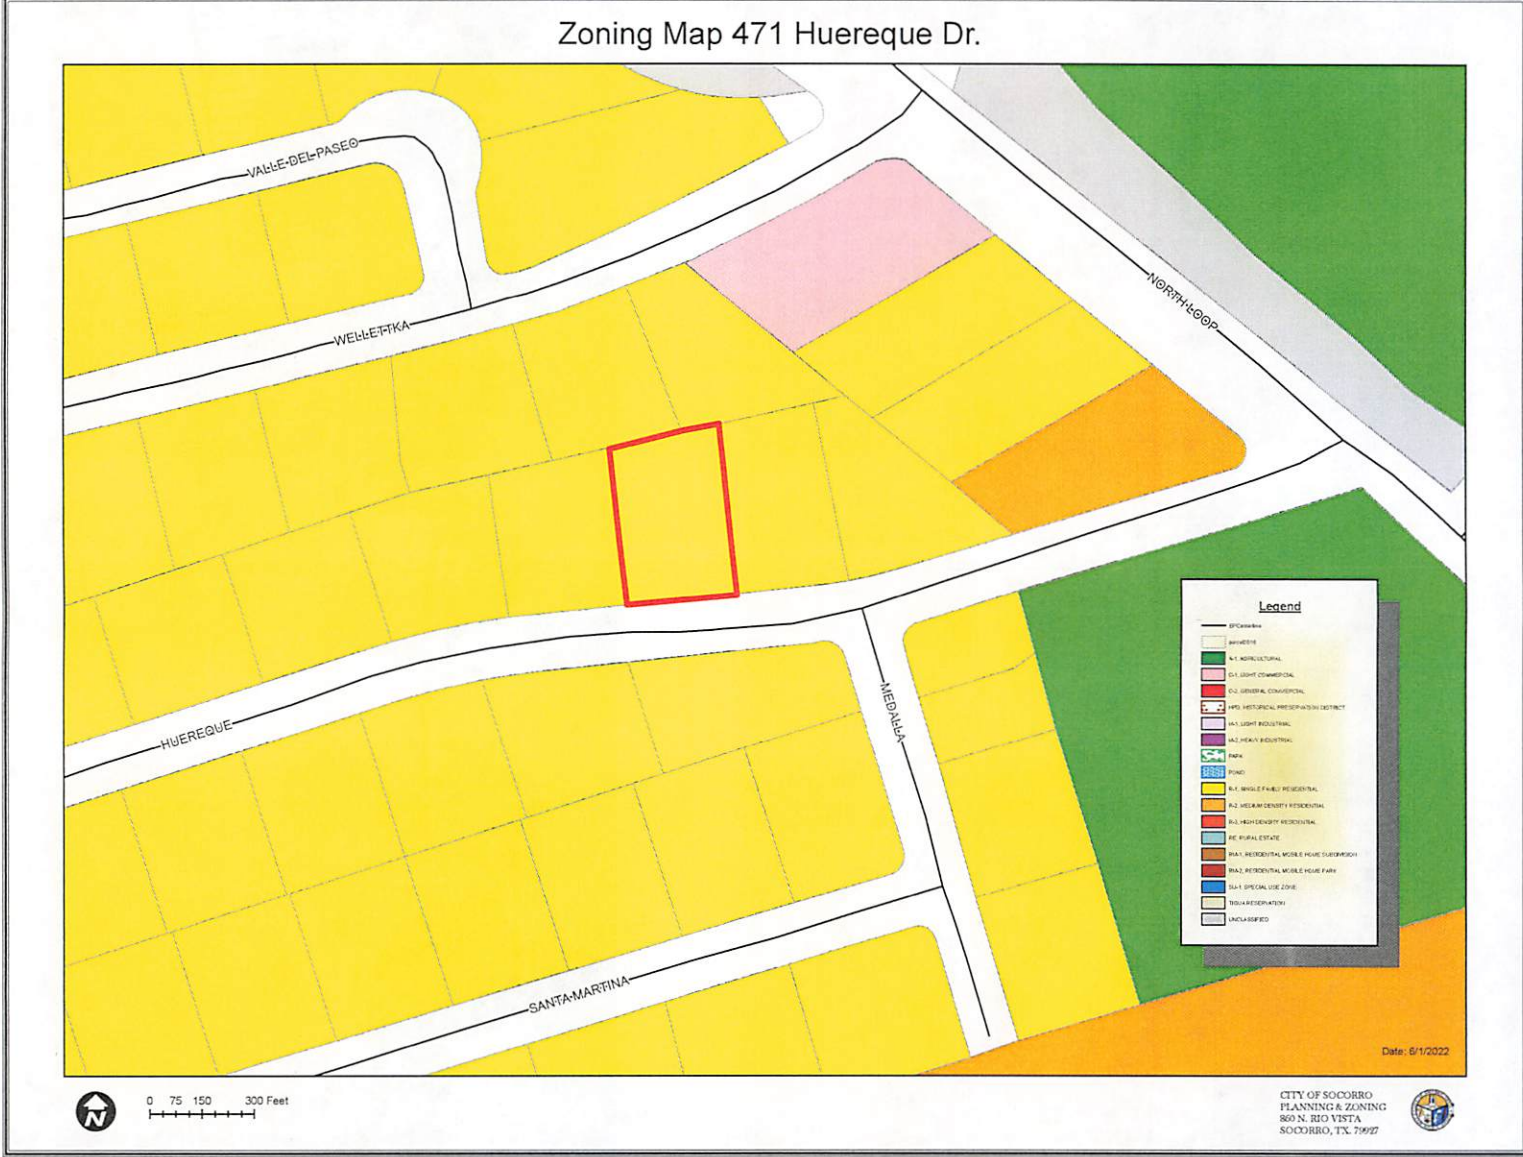 Zoning Map 471 Huereque Dr.
VALLE-DEL-PASEO
WELLETTKA
NORTH-LOOP
HUEREQUE
MEDALLA
SANTA-MARTINA
Legend
EPCenterline
A-1, AGRICULTURAL
C-1, LIGHT COMMERCIAL
C-2, GENERAL COMMERCIAL
HPD, HISTORICAL PRESERVATION DISTRICT
M-1, LIGHT INDUSTRIAL
M-2, HEAVY INDUSTRIAL
PARK
POND
R-1, SINGLE FAMILY RESIDENTIAL
R-2, MEDIUM DENSITY RESIDENTIAL
R-3, HIGH DENSITY RESIDENTIAL
RE, RURAL ESTATE
RM-1, RESIDENTIAL MOBILE HOME SUBDIVISION
RM-2, RESIDENTIAL MOBILE HOME PARK
SU-1, SPECIAL USE ZONE
TIGUA RESERVATION
UNCLASSIFIED
Date: 6/1/2022
N
0 75 150 300 Feet
CITY OF SOCORRO
PLANNING & ZONING
860 N. RIO VISTA
SOCORRO, TX. 79927